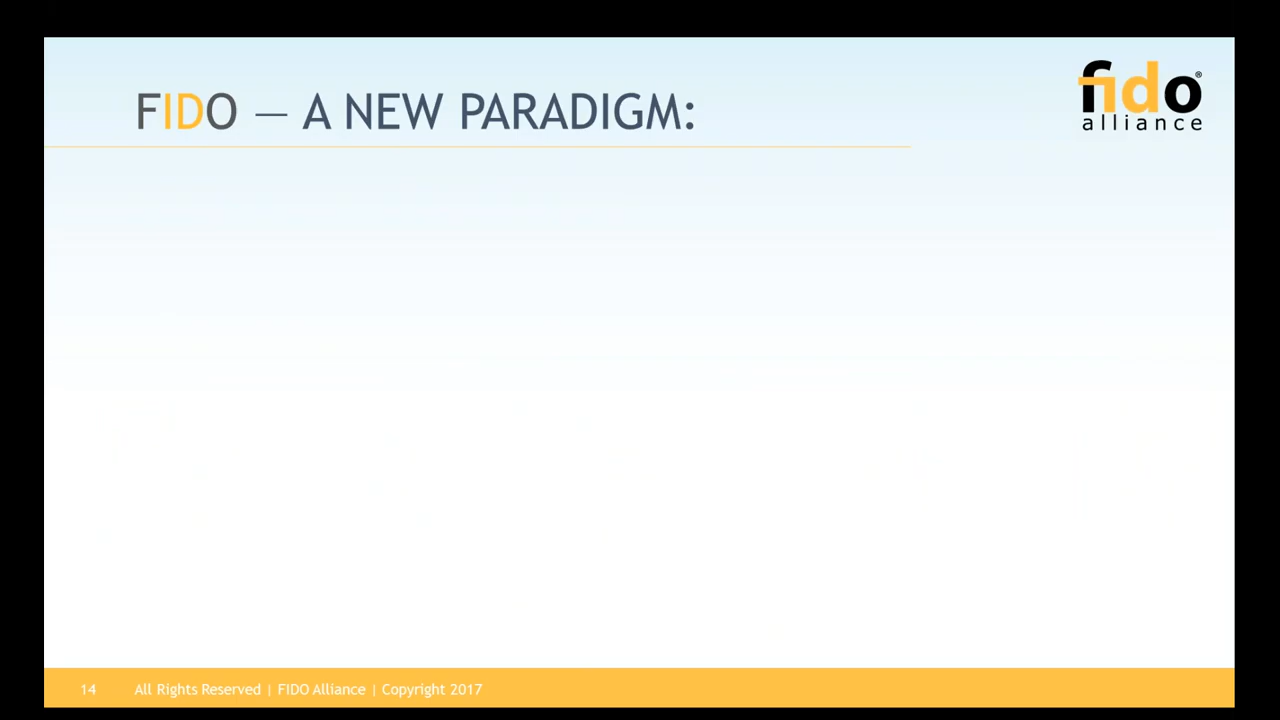 FIDO — A NEW PARADIGM:
fido®
alliance
14 All Rights Reserved | FIDO Alliance | Copyright 2017